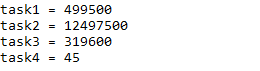 task1 = 499500
task2 = 12497500
task3 = 319600
task4 = 45